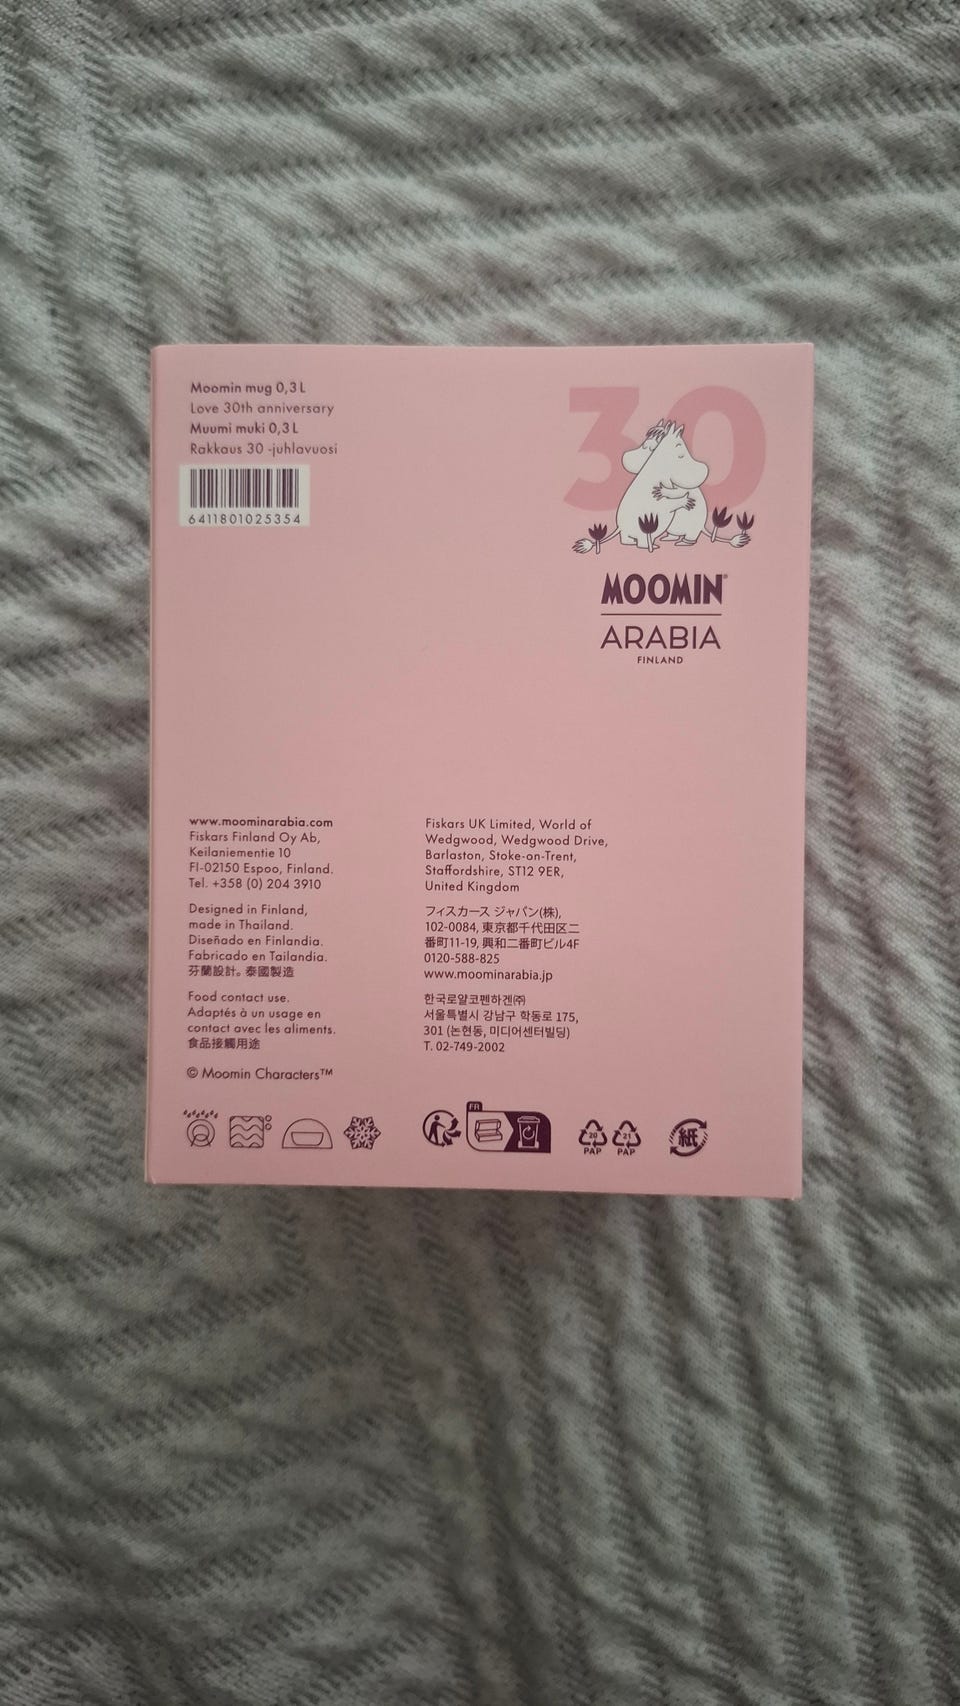 Moomin mug 0,3 L
Love 30th anniversary
Muumi muki 0,3 L
Rakkaus 30 -juhlavuosi
6411801025354
30
MOOMIN®
ARABIA
FINLAND
www.moominarabia.com
Fiskars Finland Oy Ab,
Keilaniementie 10
FI-02150 Espoo, Finland.
Tel. +358 (0) 204 3910
Designed in Finland,
made in Thailand.
Diseñado en Finlandia.
Fabricado en Tailandia.
芬蘭設計。泰國製造
Food contact use.
Adaptés à un usage en
contact avec les aliments.
食品接觸用途
© Moomin Characters™
Fiskars UK Limited, World of
Wedgwood, Wedgwood Drive,
Barlaston, Stoke-on-Trent,
Staffordshire, ST12 9ER,
United Kingdom
フィスカース ジャパン(株),
102-0084, 東京都千代田区二
番町11-19, 興和二番町ビル4F
0120-588-825
www.moominarabia.jp
한국로얄코펜하겐㈜
서울특별시 강남구 학동로 175,
301 (논현동, 미디어센터빌딩)
T. 02-749-2002
FR
20
PAP
21
PAP
紙